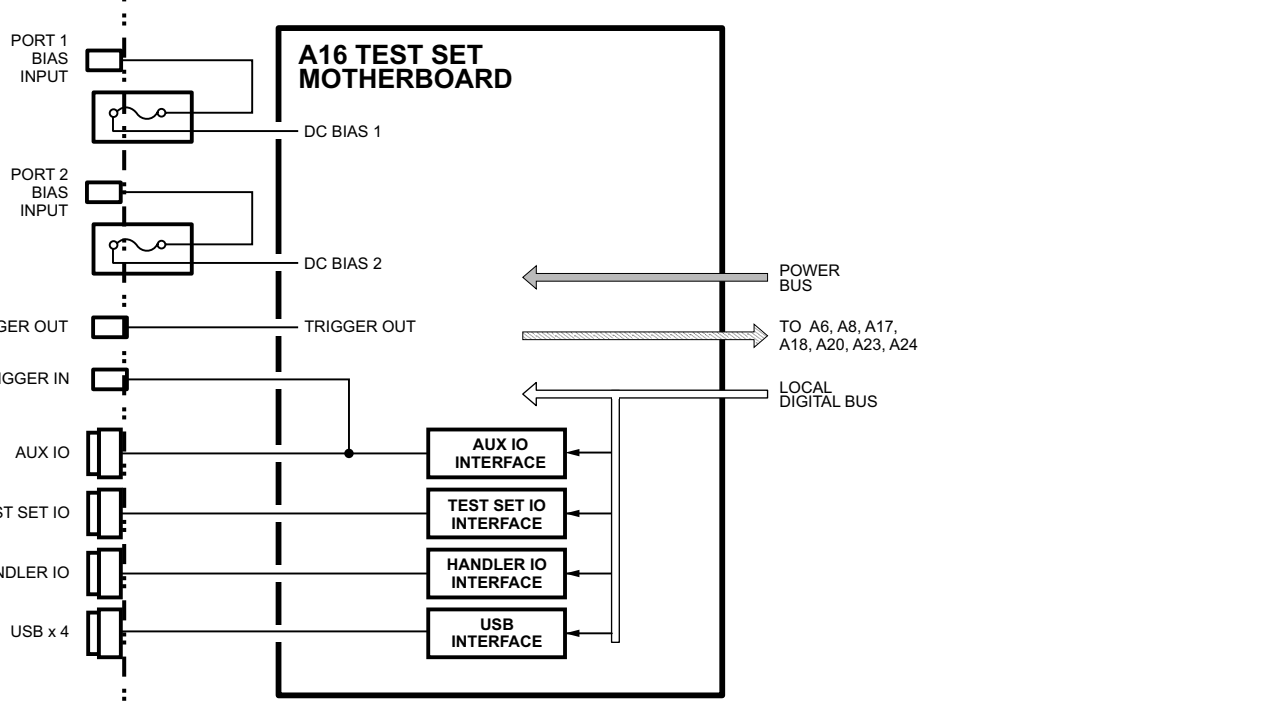 PORT 1
BIAS
INPUT
A16 TEST SET
MOTHERBOARD
DC BIAS 1
PORT 2
BIAS
INPUT
DC BIAS 2
POWER
BUS
GER OUT
TRIGGER OUT
TO A6, A8, A17,
A18, A20, A23, A24
IGGER IN
LOCAL
DIGITAL BUS
AUX IO
AUX IO
INTERFACE
ST SET IO
TEST SET IO
INTERFACE
NDLER IO
HANDLER IO
INTERFACE
USB x 4
USB
INTERFACE